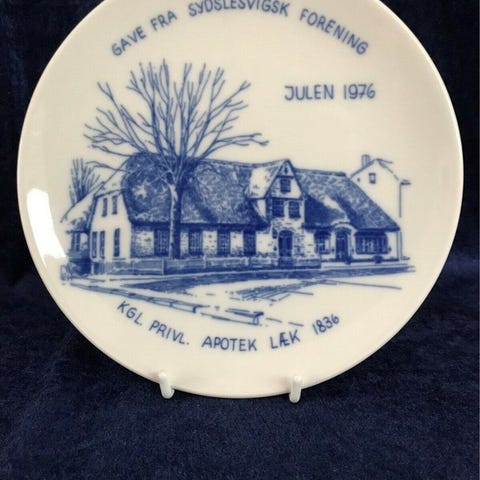 GAVE FRA SYDSLESVIGSK FORENING
JULEN 1976
KGL. PRIVL. APOTEK LÆK 1836